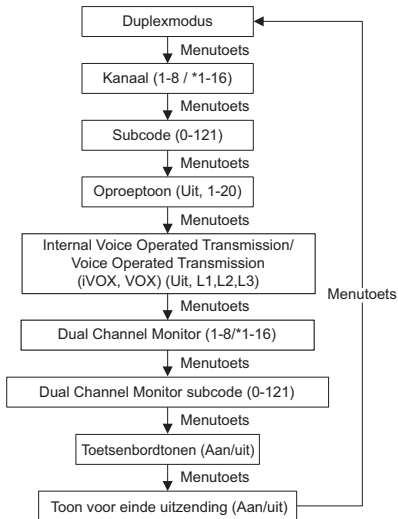 Duplexmodus
Menutoets
Kanaal (1-8 / *1-16)
Menutoets
Subcode (0-121)
Menutoets
Oproeptoon (Uit, 1-20)
Menutoets
Internal Voice Operated Transmission/
Voice Operated Transmission
(iVOX, VOX) (Uit, L1,L2,L3)
Menutoets
Menutoets
Dual Channel Monitor (1-8/*1-16)
Menutoets
Dual Channel Monitor subcode (0-121)
Menutoets
Toetsenbordtonen (Aan/uit)
Menutoets
Toon voor einde uitzending (Aan/uit)